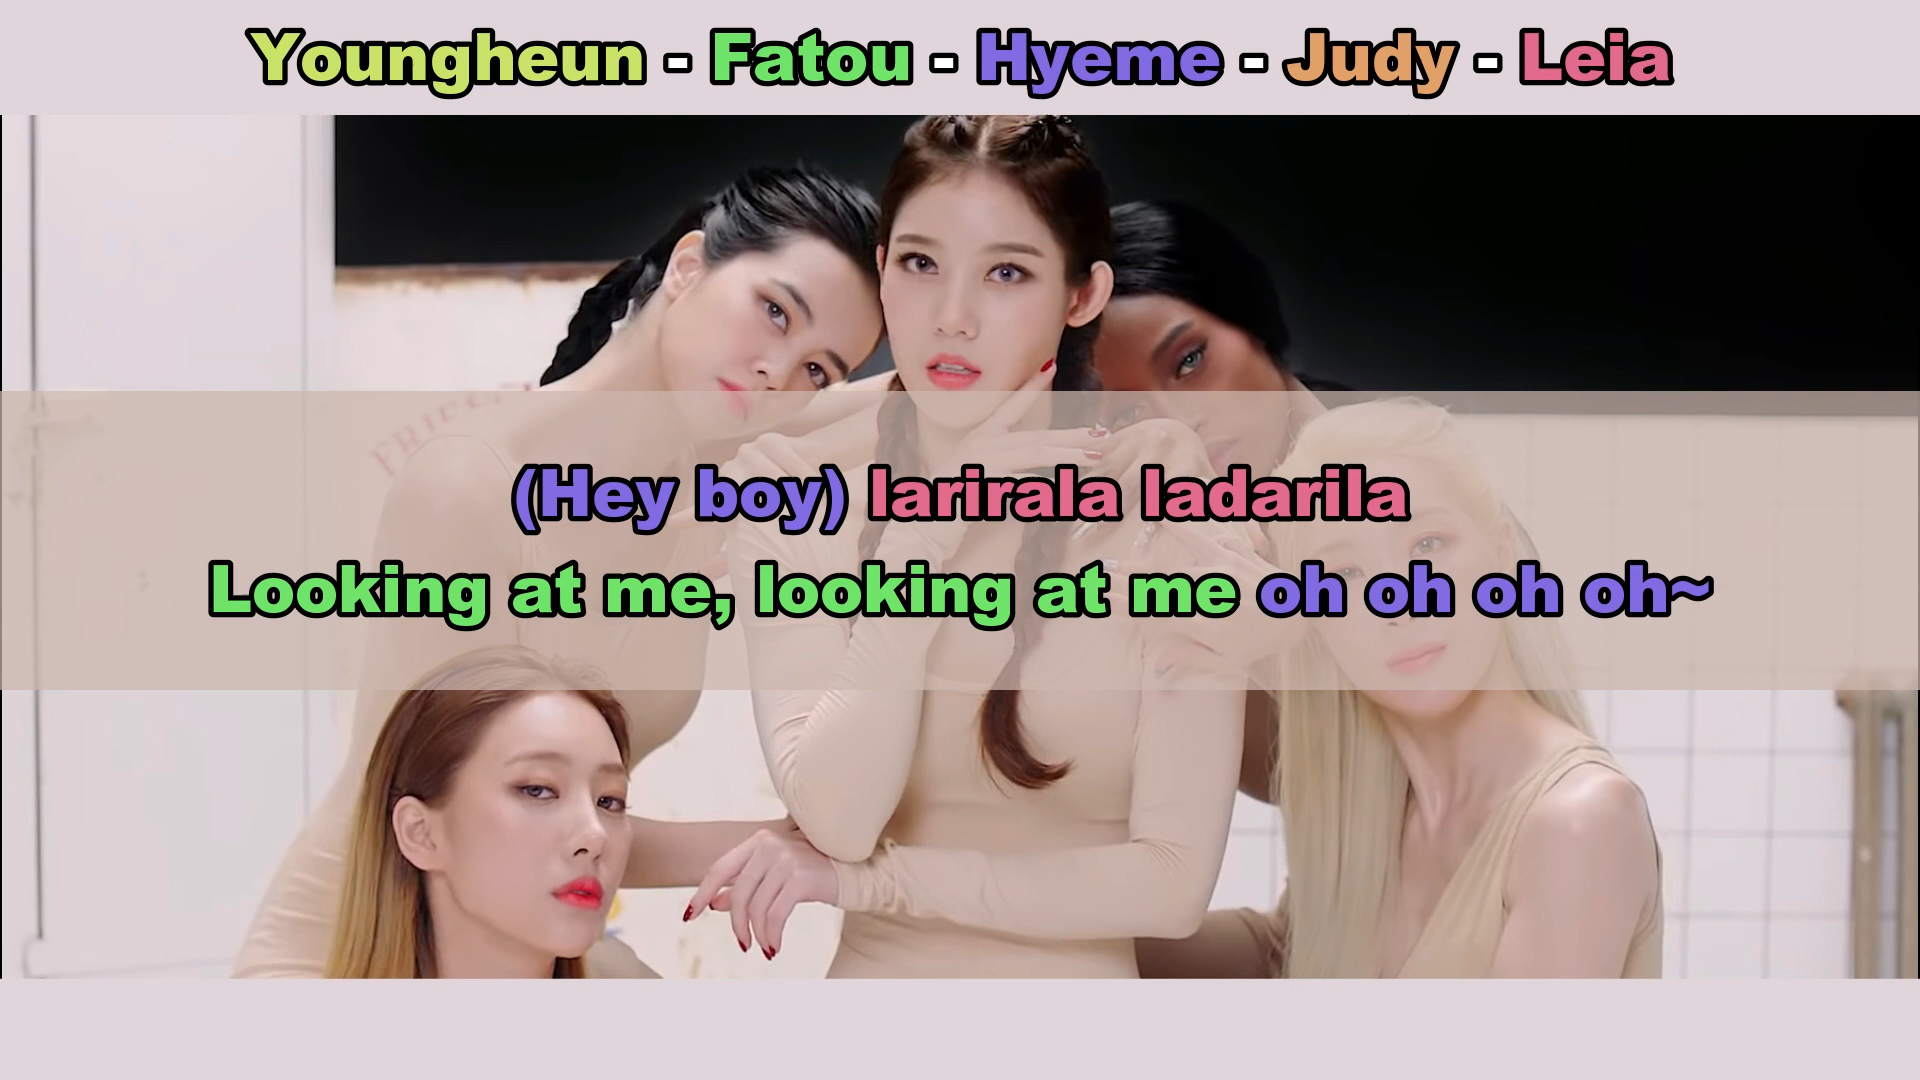 Youngheun - Fatou - Hyeme - Judy - Leia
(Hey boy) larirala ladarila
Looking at me, looking at me oh oh oh oh~